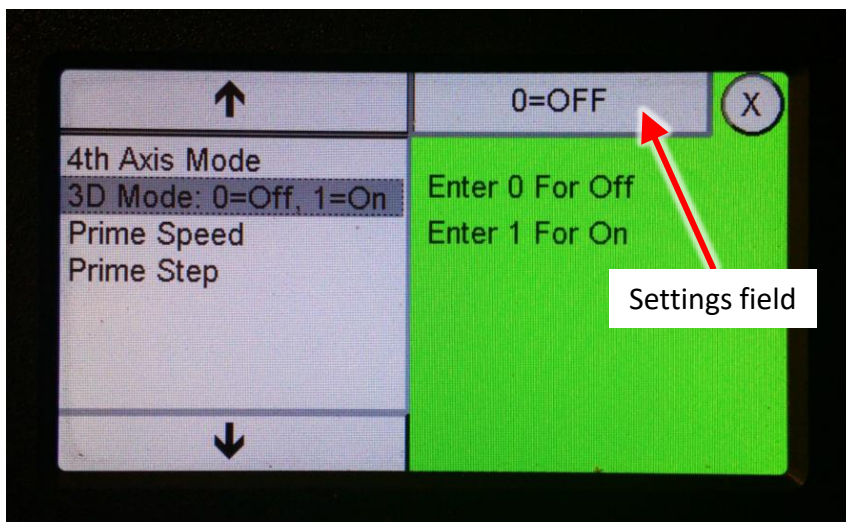 0=OFF
X
4th Axis Mode
3D Mode: 0=Off, 1=On
Prime Speed
Prime Step
Enter 0 For Off
Enter 1 For On
Settings field